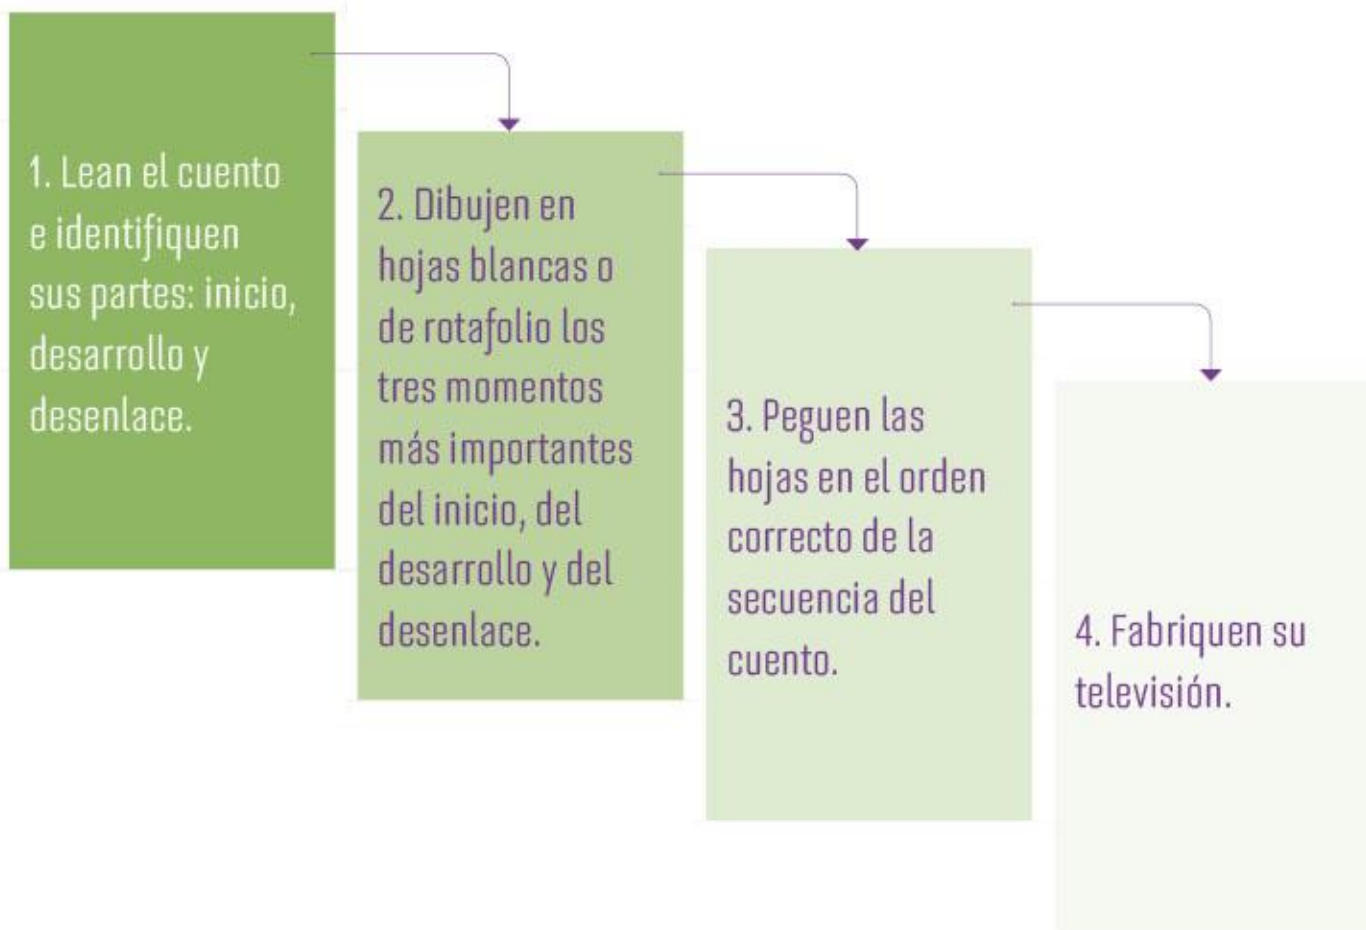 1. Lean el cuento
e identifiquen
sus partes: inicio,
desarrollo y
desenlace.
2. Dibujen en
hojas blancas o
de rotafolio los
tres momentos
más importantes
del inicio, del
desarrollo y del
desenlace.
3. Peguen las
hojas en el orden
correcto de la
secuencia del
cuento.
4. Fabriquen su
televisión.